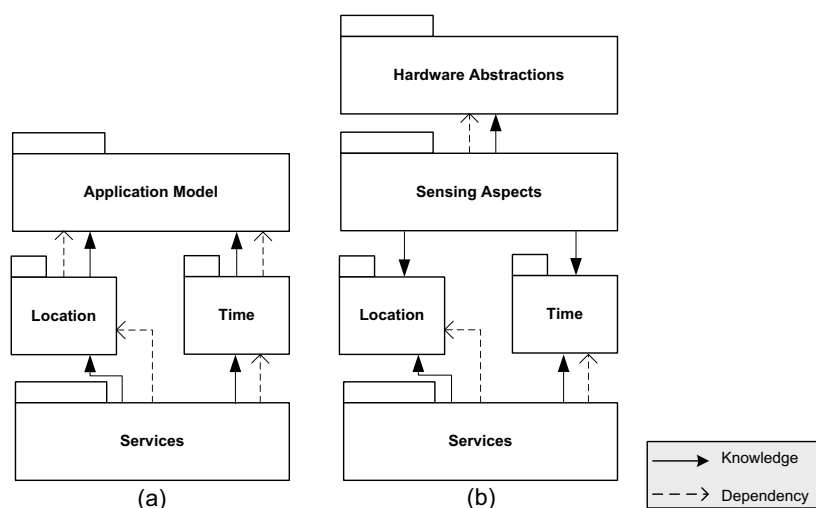 Hardware Abstractions
Application Model
Sensing Aspects
Location
Time
Location
Time
Services
Services
Knowledge
Dependency
(a)
(b)